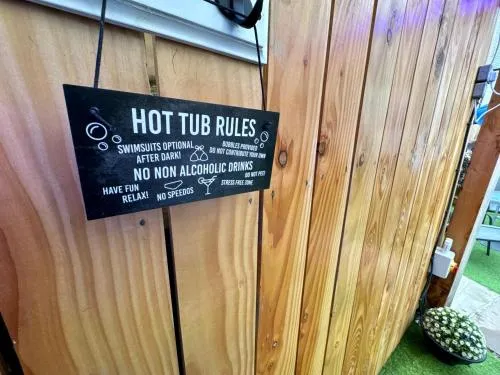 HOT TUB RULES
SWIMSUITS OPTIONAL
AFTER DARK!
BUBBLES PROVIDED
DO NOT CONTRIBUTE YOUR OWN
NO NON ALCOHOLIC DRINKS
DO NOT PEE!
HAVE FUN
RELAX!
NO SPEEDOS
STRESS FREE ZONE